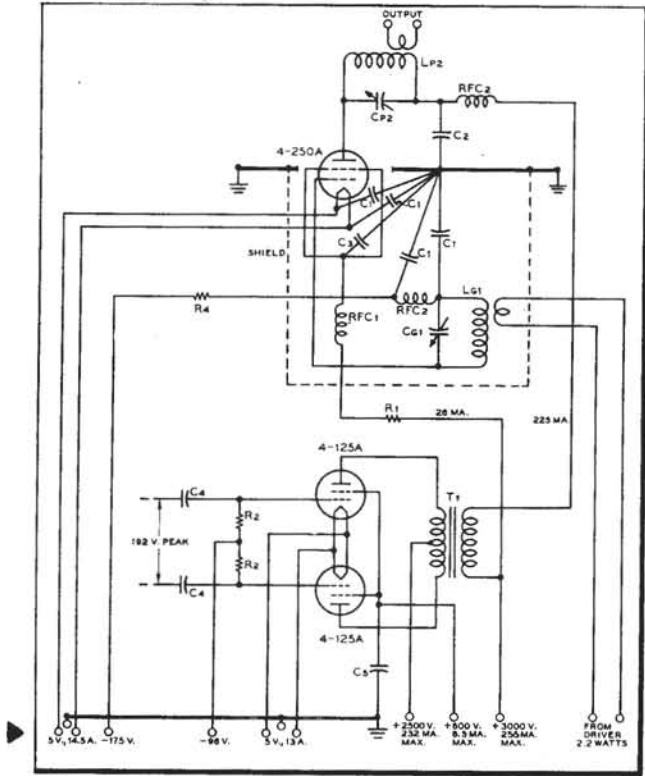 OUTPUT
LP2
RFC2
CP2
C2
4-250A
C1
C1
C3
C1
C1
SHIELD
LG1
R4
RFC1
RFC2
CG1
R1
26 MA.
225 MA.
4-125A
T1
C4
R2
192 V. PEAK
R2
C4
4-125A
C5
5 V., 14.5 A.
-175 V.
-96 V.
5 V., 13 A.
+2500 V.
232 MA.
MAX.
+600 V.
8.5 MA.
MAX.
+3000 V.
255 MA.
MAX.
FROM
DRIVER
2.2 WATTS